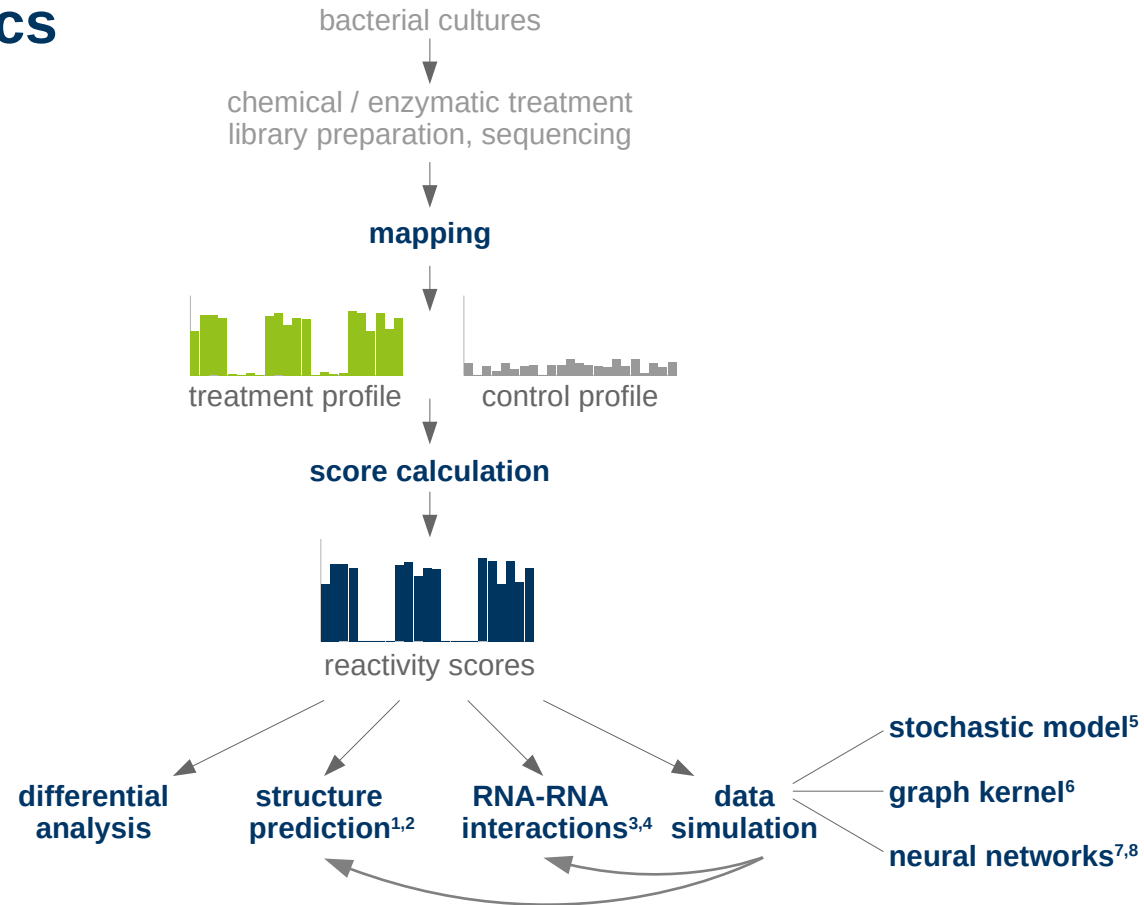 cs
bacterial cultures
chemical / enzymatic treatment
library preparation, sequencing
mapping
treatment profile
control profile
score calculation
reactivity scores
differential
analysis
structure
prediction1,2
RNA-RNA
interactions3,4
data
simulation
stochastic model5
graph kernel6
neural networks7,8